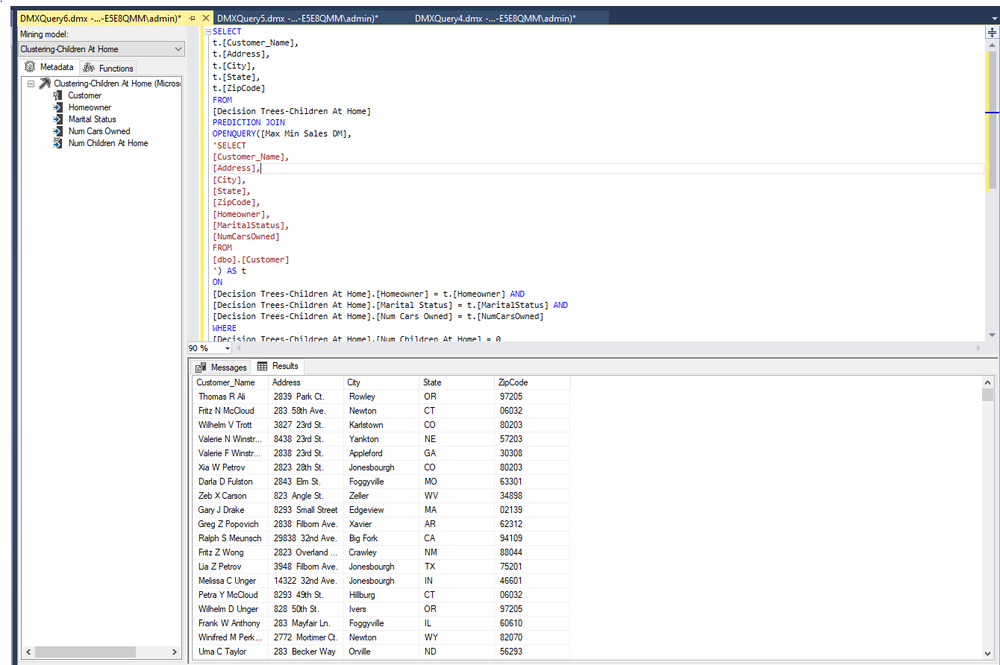 DMXQuery6.dmx -...-E5E8QMM\admin)* DMXQuery5.dmx -...-E5E8QMM\admin)* DMXQuery4.dmx -...-E5E8QMM\admin)*
Mining model:
Clustering-Children At Home
Metadata Functions
Clustering-Children At Home (Micros
Customer
Homeowner
Marital Status
Num Cars Owned
Num Children At Home
SELECT
t.[Customer_Name],
t.[Address],
t.[City],
t.[State],
t.[ZipCode]
FROM
[Decision Trees-Children At Home]
PREDICTION JOIN
OPENQUERY([Max Min Sales DM],
'SELECT
[Customer_Name],
[Address],
[City],
[State],
[ZipCode],
[Homeowner],
[MaritalStatus],
[NumCarsOwned]
FROM
[dbo].[Customer]
') AS t
ON
[Decision Trees-Children At Home].[Homeowner] = t.[Homeowner] AND
[Decision Trees-Children At Home].[Marital Status] = t.[MaritalStatus] AND
[Decision Trees-Children At Home].[Num Cars Owned] = t.[NumCarsOwned]
WHERE
[Decision Trees-Children At Home].[Num Children At Home] = 0
90 %
Messages Results
Customer_Name Address City State ZipCode
Thomas R Ali 2839 Park Ct. Rowley OR 97205
Fritz N McCloud 283 58th Ave. Newton CT 06032
Wilhelm V Trott 3827 23rd St. Karlstown CO 80203
Valerie N Winstr... 8438 23rd St. Yankton NE 57203
Valerie F Winstr... 2838 23rd St. Appleford GA 30308
Xia W Petrov 2823 28th St. Jonesbourgh CO 80203
Darla D Fulston 2843 Elm St. Foggyville MO 63301
Zeb X Carson 823 Angle St. Zeller WV 34898
Gary J Drake 8293 Small Street Edgeview MA 02139
Greg Z Popovich 2838 Filborn Ave. Xavier AR 62312
Ralph S Meunsch 29838 32nd Ave. Big Fork CA 94109
Fritz Z Wong 2823 Overland ... Crawley NM 88044
Lia Z Petrov 3948 Filborn Ave. Jonesbourgh TX 75201
Melissa C Unger 14322 32nd Ave. Jonesbourgh IN 46601
Petra Y McCloud 8293 49th St. Hillburg CT 06032
Wilhelm D Unger 828 50th St. Ivers OR 97205
Frank W Anthony 283 Mayfair Ln. Foggyville IL 60610
Winifred M Perk... 2772 Mortimer Ct. Newton WY 82070
Uma C Taylor 283 Becker Way Orville ND 56293